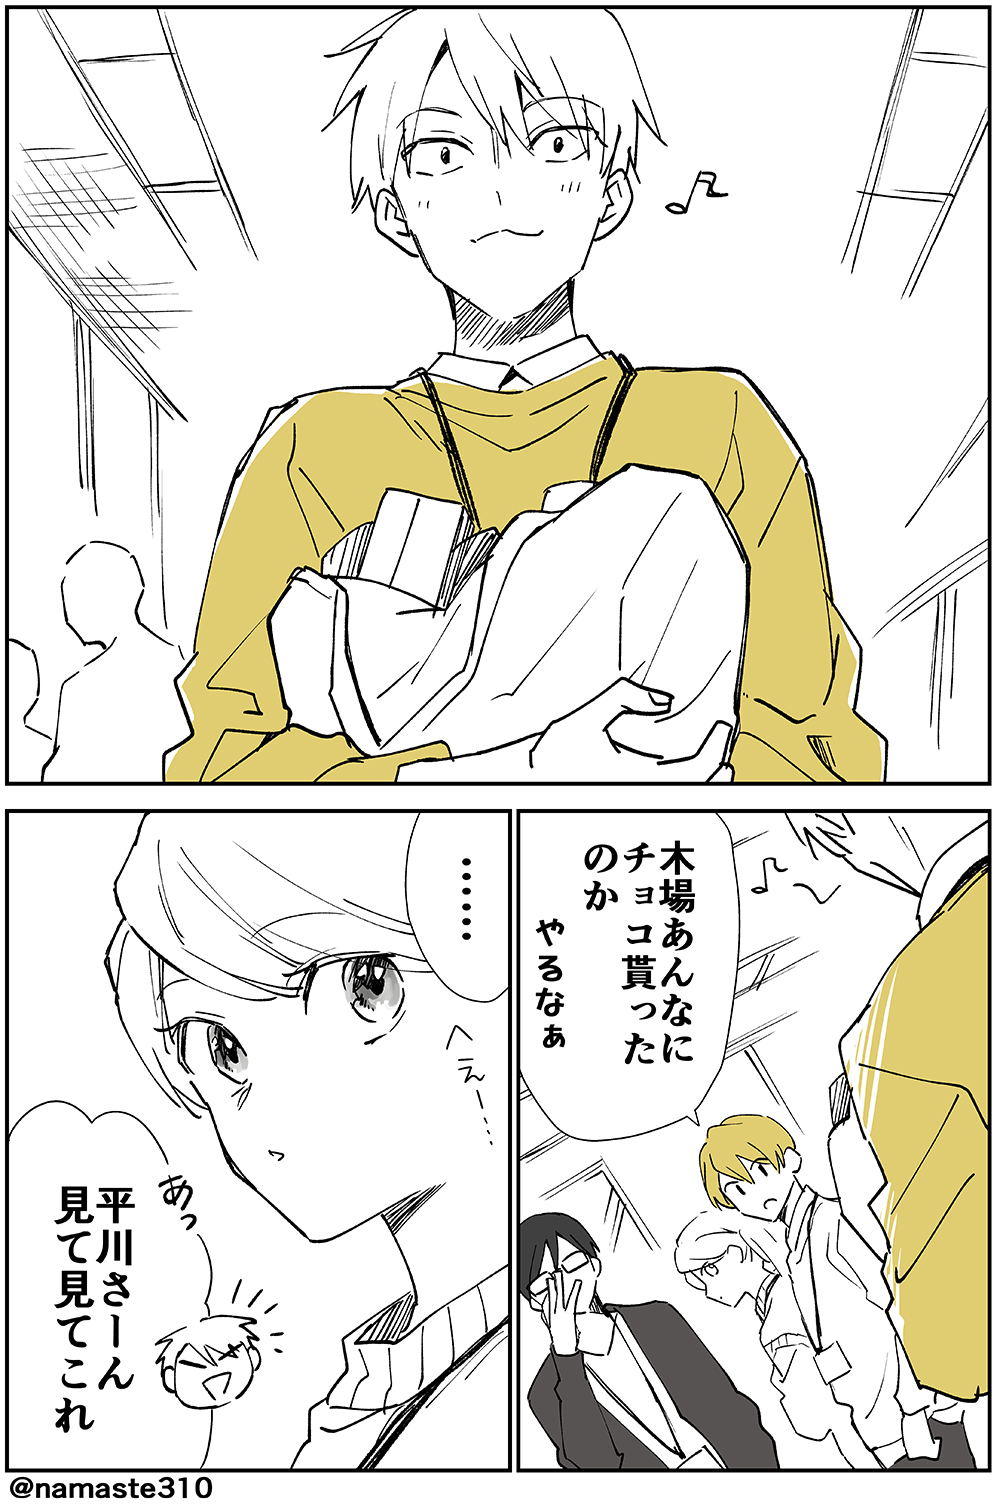 木場あんなに
チョコ貰った
のか
やるなぁ
……
へぇー…
あっ
平川さーん
見て見てこれ
@namaste310